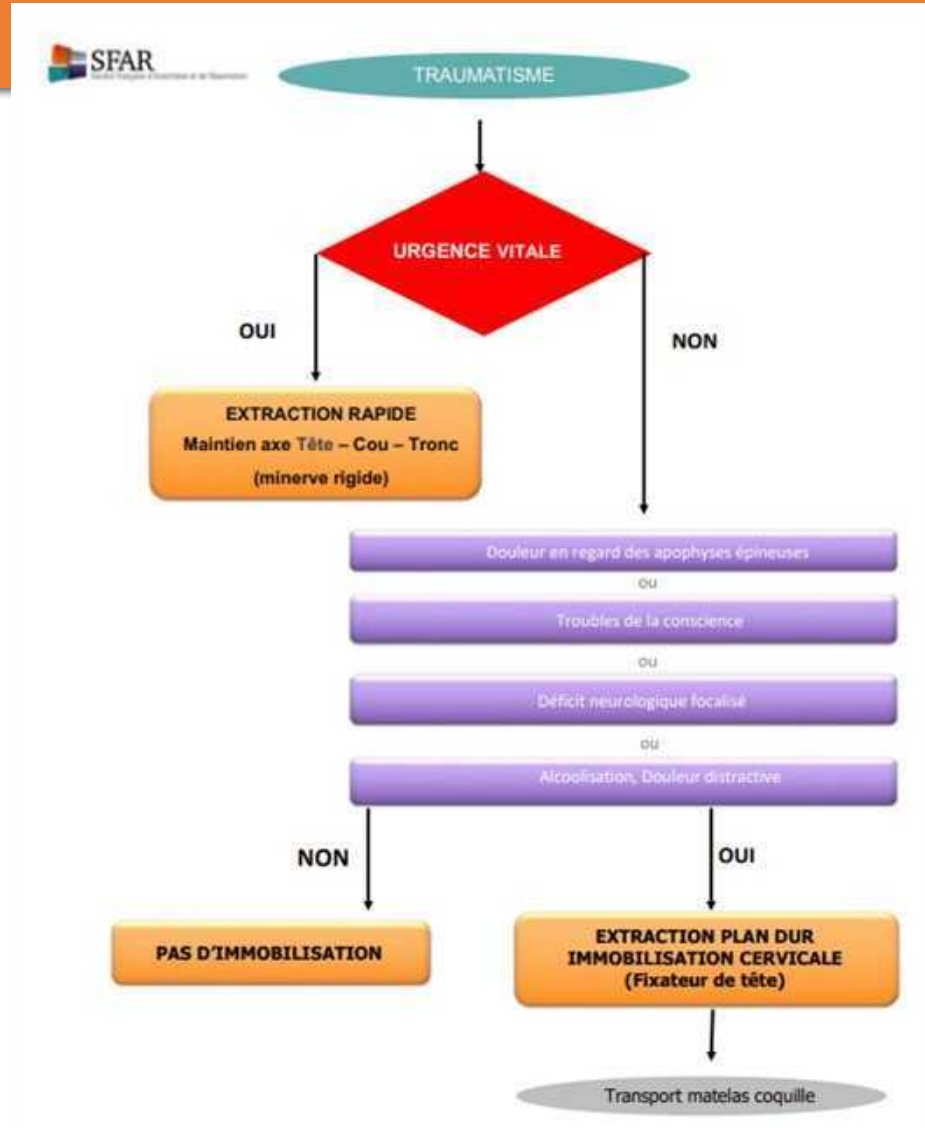 SFAR
TRAUMATISME
URGENCE VITALE
OUI
NON
EXTRACTION RAPIDE
Maintien axe Tête – Cou – Tronc
(minerve rigide)
Douleur en regard des apophyses épineuses
ou
Troubles de la conscience
ou
Déficit neurologique focalisé
ou
Alcoolisation, Douleur distractive
NON
OUI
PAS D'IMMOBILISATION
EXTRACTION PLAN DUR
IMMOBILISATION CERVICALE
(Fixateur de tête)
Transport matelas coquille